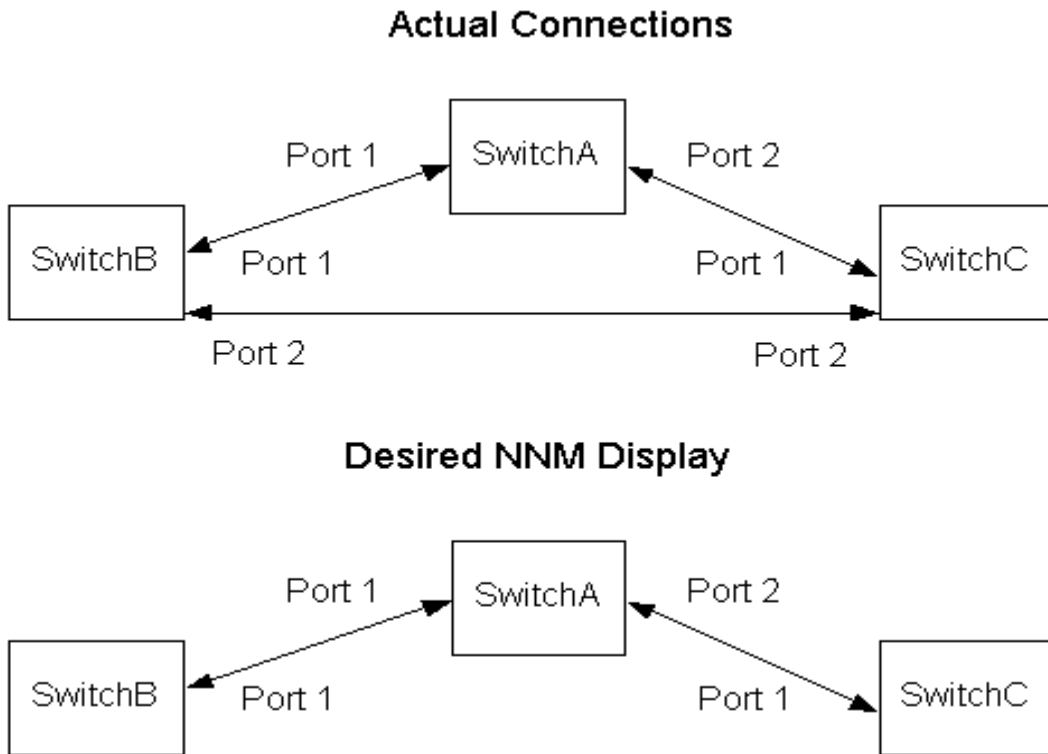 Actual Connections
Port 1
SwitchA
Port 2
SwitchB
Port 1
Port 1
SwitchC
Port 2
Port 2
Desired NNM Display
Port 1
SwitchA
Port 2
SwitchB
Port 1
Port 1
SwitchC